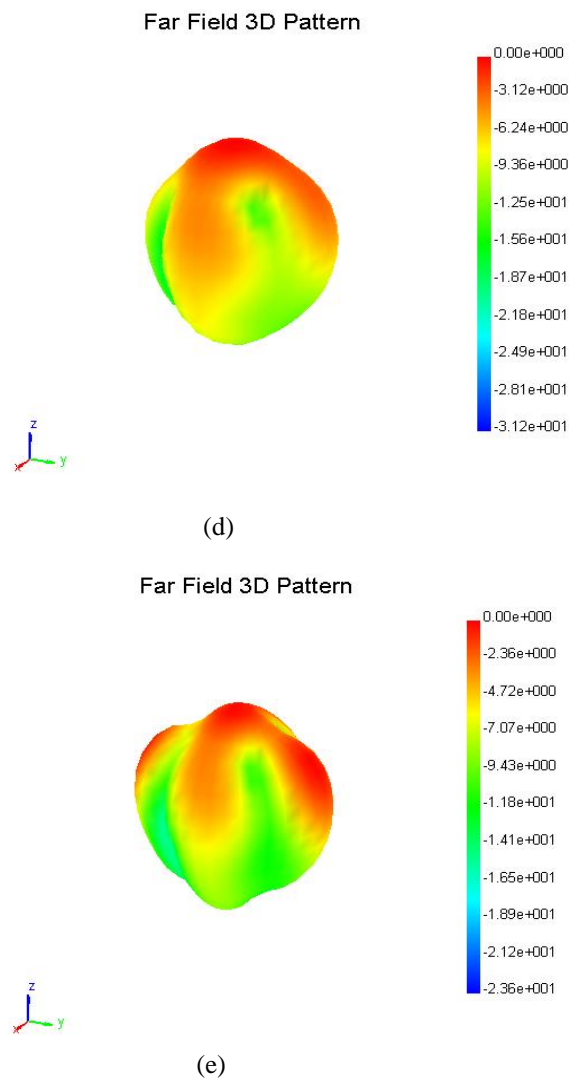 Far Field 3D Pattern
0.00e+000
-3.12e+000
-6.24e+000
-9.36e+000
-1.25e+001
-1.56e+001
-1.87e+001
-2.18e+001
-2.49e+001
-2.81e+001
-3.12e+001
z
x
y
(d)
Far Field 3D Pattern
0.00e+000
-2.36e+000
-4.72e+000
-7.07e+000
-9.43e+000
-1.18e+001
-1.41e+001
-1.65e+001
-1.89e+001
-2.12e+001
-2.36e+001
z
x
y
(e)